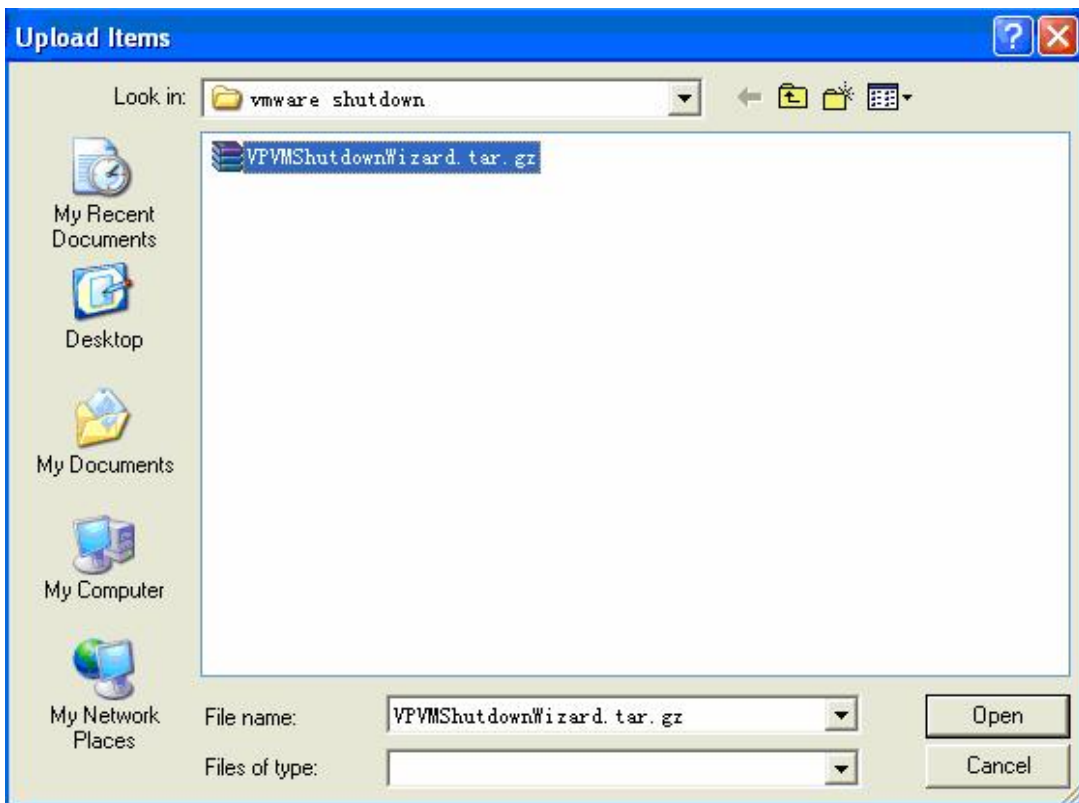 Upload Items
Look in:
vmware shutdown
VPVMShutdownWizard.tar.gz
My Recent
Documents
Desktop
My Documents
My Computer
My Network
Places
File name:
VPVMShutdownWizard.tar.gz
Open
Files of type:
Cancel